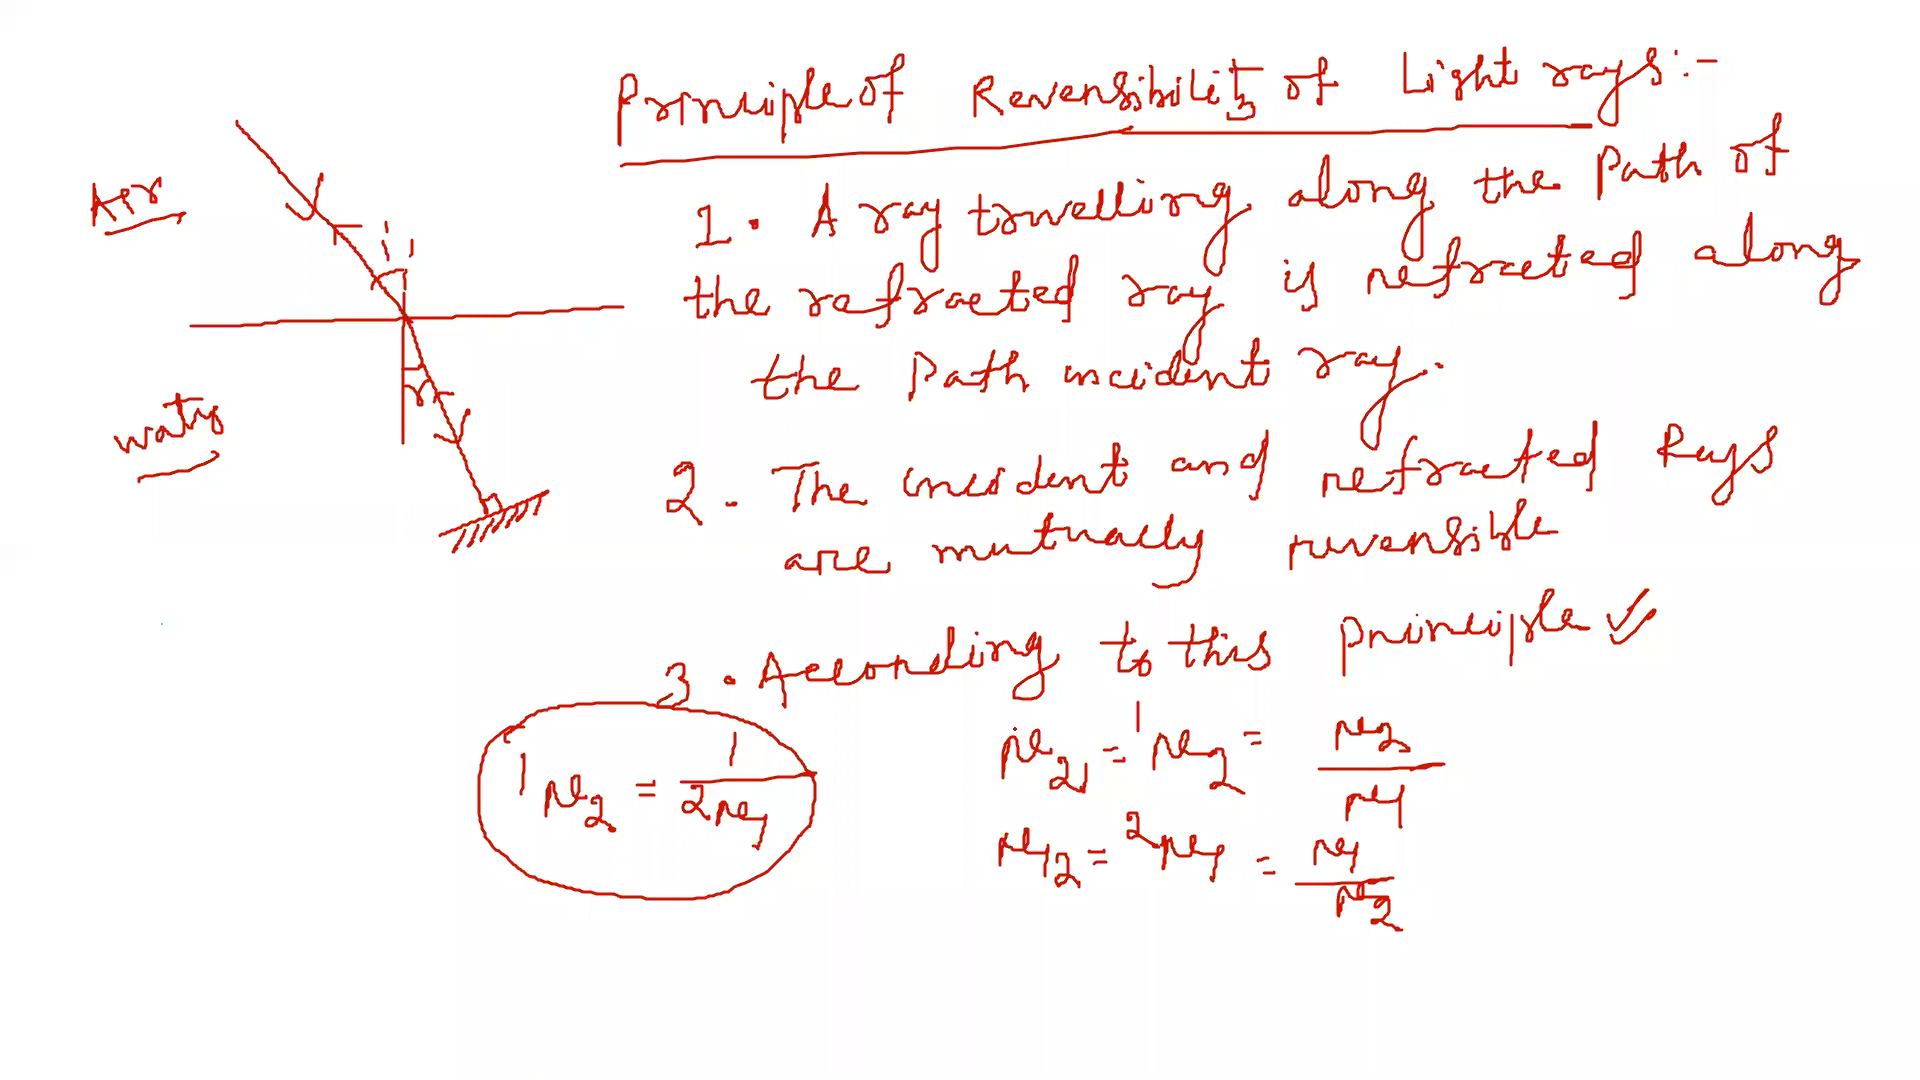 Principle of Reversibility of Light rays :-
Air
1. A ray travelling along the Path of
the refracted ray is refracted along
the Path incident ray.
water
i
r
2. The incident and refracted Rays
are mutually reversible
3. According to this principle ✓✓
μ₂₁ = ¹μ₂ = μ₂/μ₁
¹μ₂ = 1/²μ₁
μ₁₂ = ²μ₁ = μ₁/μ₂